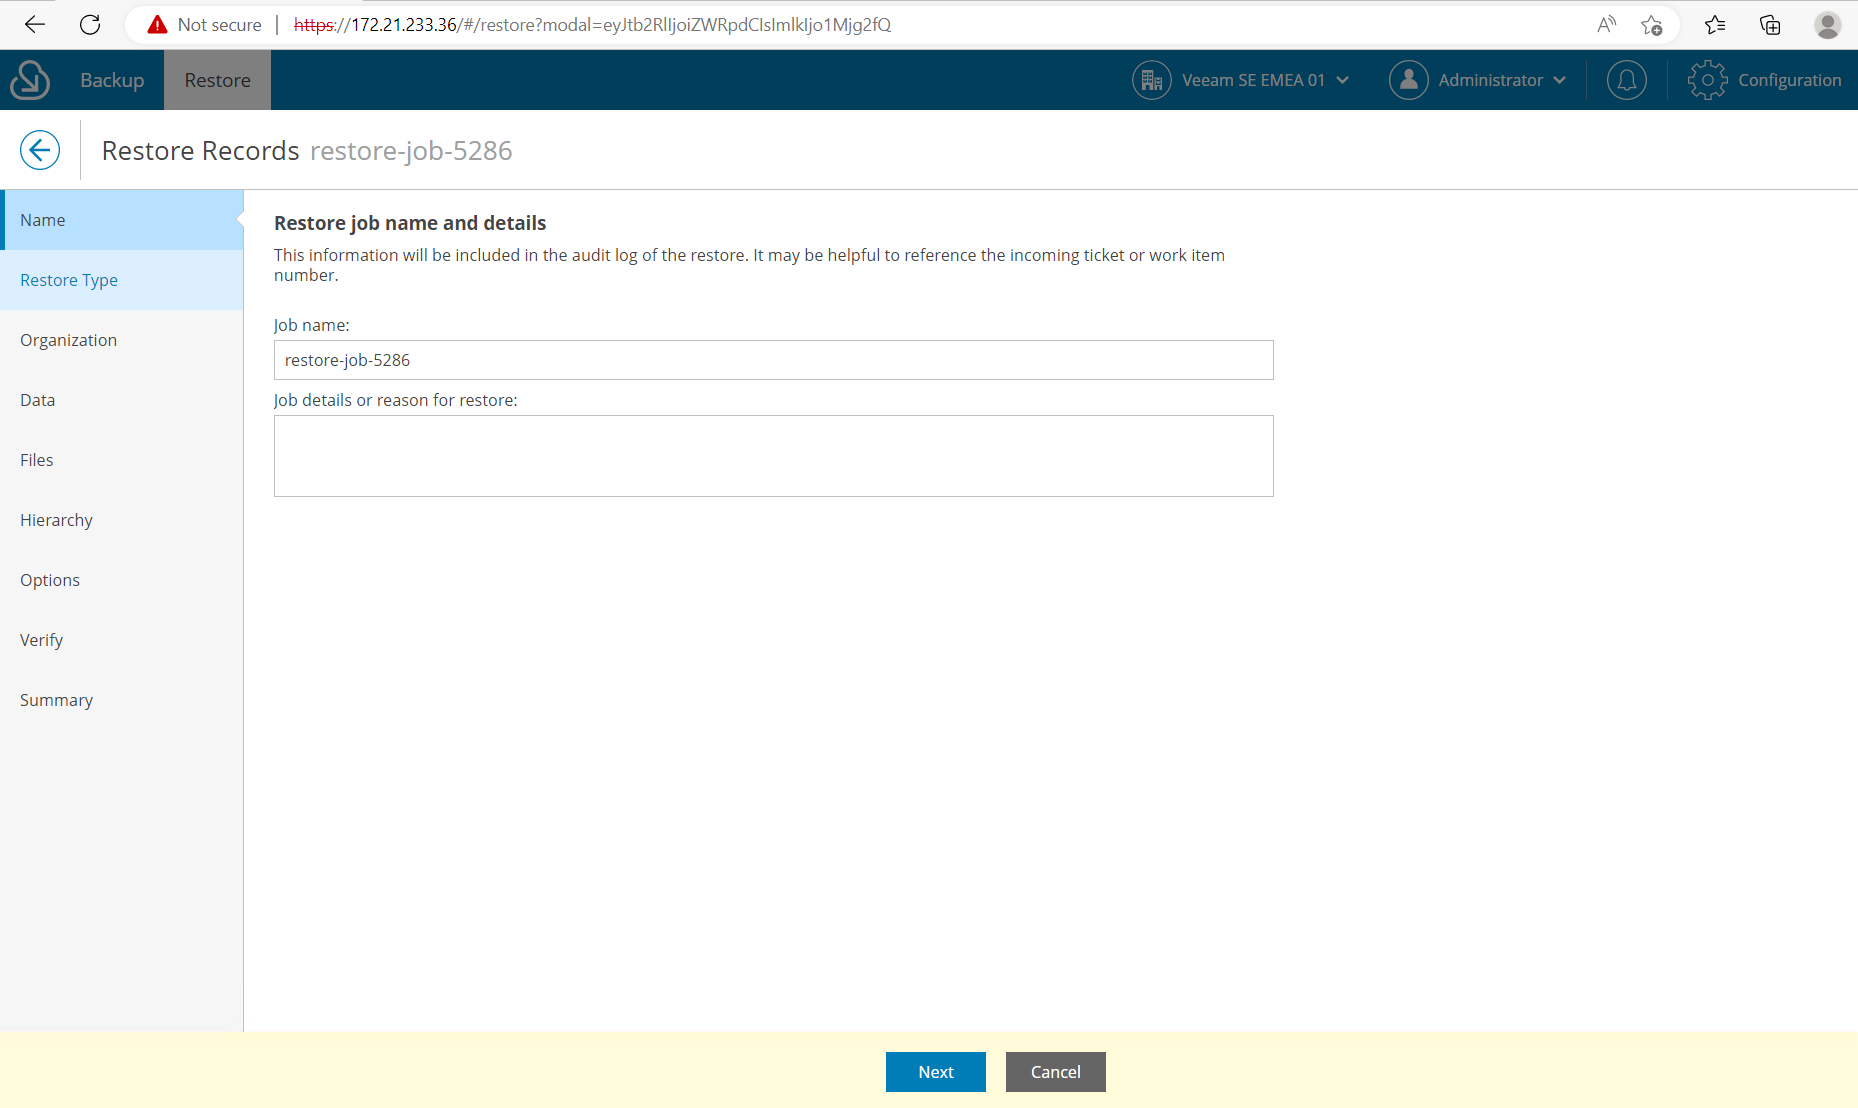 Not secure | https://172.21.233.36/#/restore?modal=eyJtb2RlIjoiZWRpdCIsImlkIjo1Mjg2fQ
Backup
Restore
Veeam SE EMEA 01
Administrator
Configuration
Restore Records restore-job-5286
Name
Restore Type
Organization
Data
Files
Hierarchy
Options
Verify
Summary
Restore job name and details
This information will be included in the audit log of the restore. It may be helpful to reference the incoming ticket or work item
number.
Job name:
restore-job-5286
Job details or reason for restore:
Next
Cancel